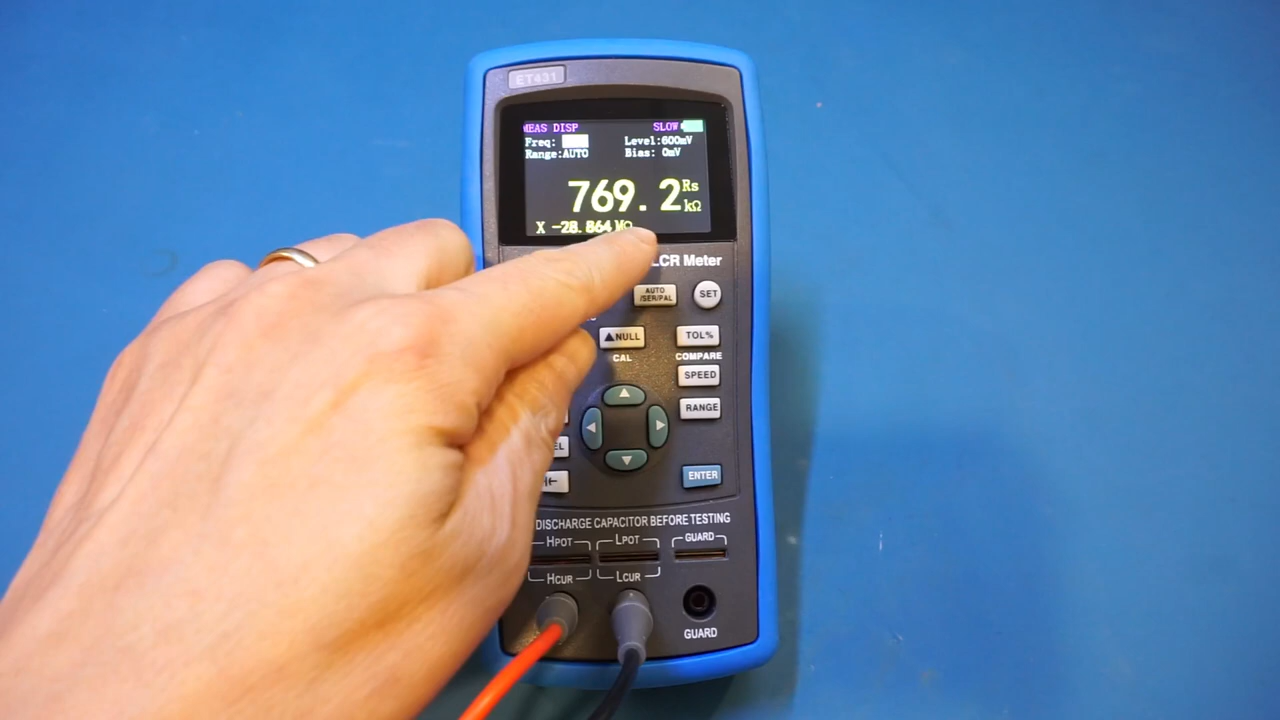 ET431
MEAS DISP SLOW
Freq: Level:600mV
Range:AUTO Bias: 0mV
769.2 Rs kΩ
X -28.864 MΩ
LCR Meter
AUTO /SER/PAL
SET
▲NULL
TOL%
CAL
COMPARE
SPEED
RANGE
ENTER
DISCHARGE CAPACITOR BEFORE TESTING
HPOT LPOT GUARD
HCUR LCUR
GUARD